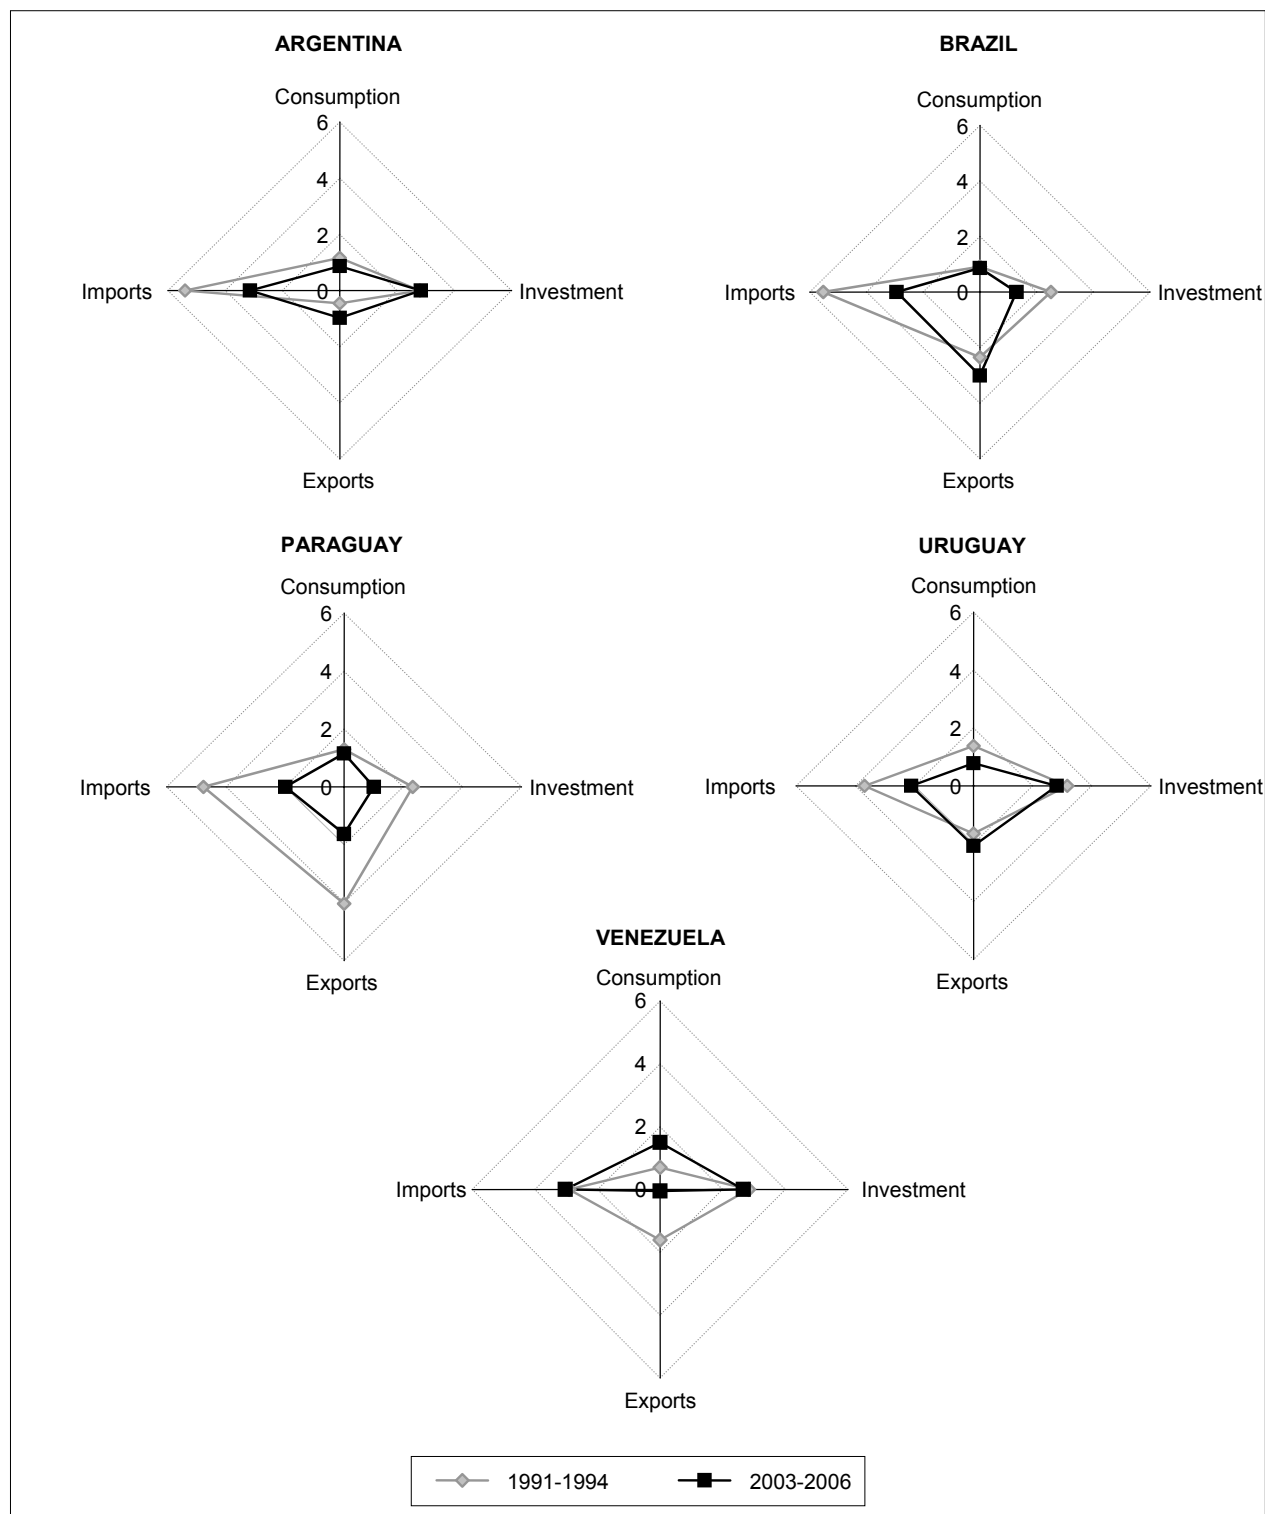 ARGENTINA
Consumption
6
4
2
0
Imports
Investment
Exports
BRAZIL
Consumption
6
4
2
0
Imports
Investment
Exports
PARAGUAY
Consumption
6
4
2
0
Imports
Investment
Exports
URUGUAY
Consumption
6
4
2
0
Imports
Investment
Exports
VENEZUELA
Consumption
6
4
2
0
Imports
Investment
Exports
1991-1994
2003-2006